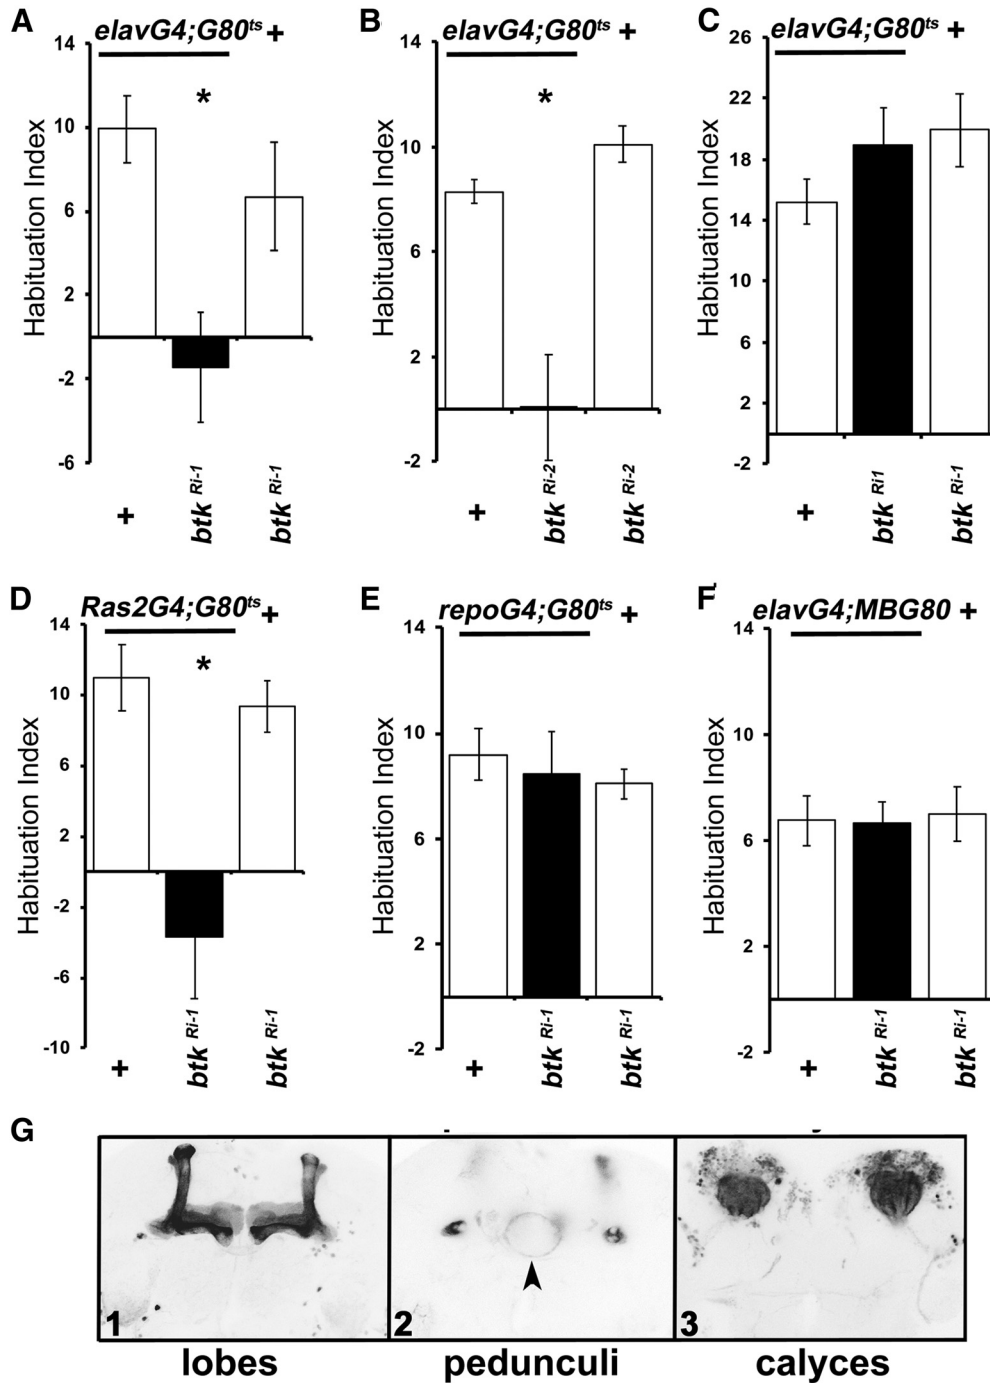 A
elavG4;G80ts +
Habituation Index
14
10
6
2
-2
-6
*
+
btk Ri-1
btk Ri-1
B
elavG4;G80ts +
Habituation Index
14
10
6
2
-2
*
+
btk Ri-2
btk Ri-2
C
elavG4;G80ts +
Habituation Index
26
22
18
14
10
6
2
-2
+
btk Ri1
btk Ri-1
D
Ras2G4;G80ts +
Habituation Index
14
10
6
2
-2
-6
-10
*
+
btk Ri-1
btk Ri-1
E
repoG4;G80ts +
Habituation Index
14
10
6
2
-2
+
btk Ri-1
btk Ri-1
F
elavG4;MBG80 +
Habituation Index
14
10
6
2
-2
+
btk Ri-1
btk Ri-1
G
1
2
3
lobes
pedunculi
calyces